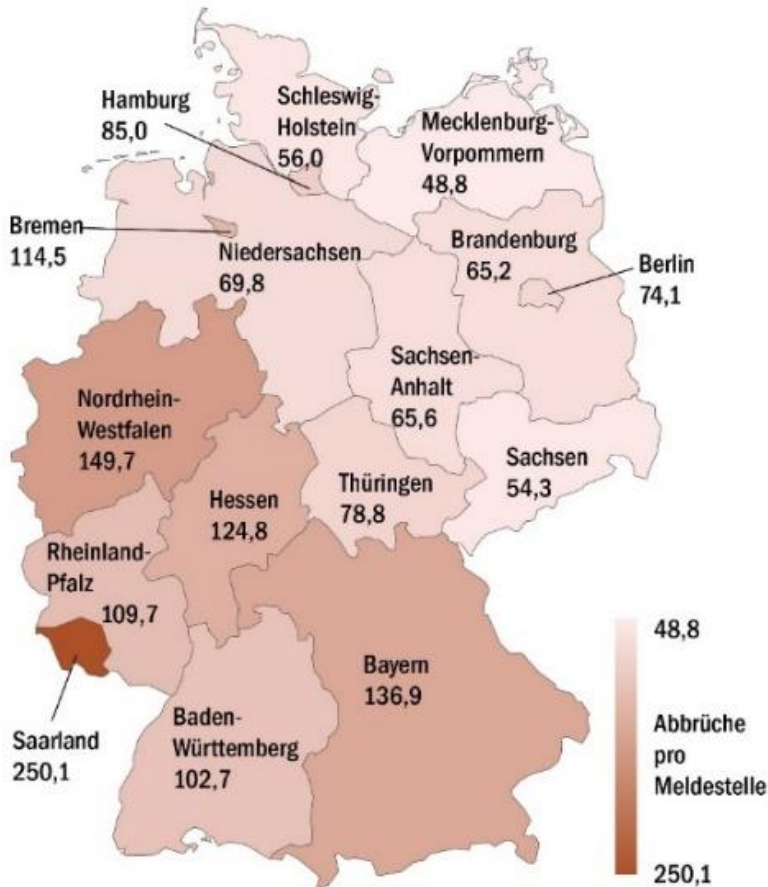 Hamburg
85,0
Schleswig-
Holstein
56,0
Mecklenburg-
Vorpommern
48,8
Bremen
114,5
Niedersachsen
69,8
Brandenburg
65,2
Berlin
74,1
Sachsen-
Anhalt
65,6
Nordrhein-
Westfalen
149,7
Hessen
124,8
Thüringen
78,8
Sachsen
54,3
Rheinland-
Pfalz
109,7
Saarland
250,1
Baden-
Württemberg
102,7
Bayern
136,9
48,8
Abbrüche
pro
Meldestelle
250,1